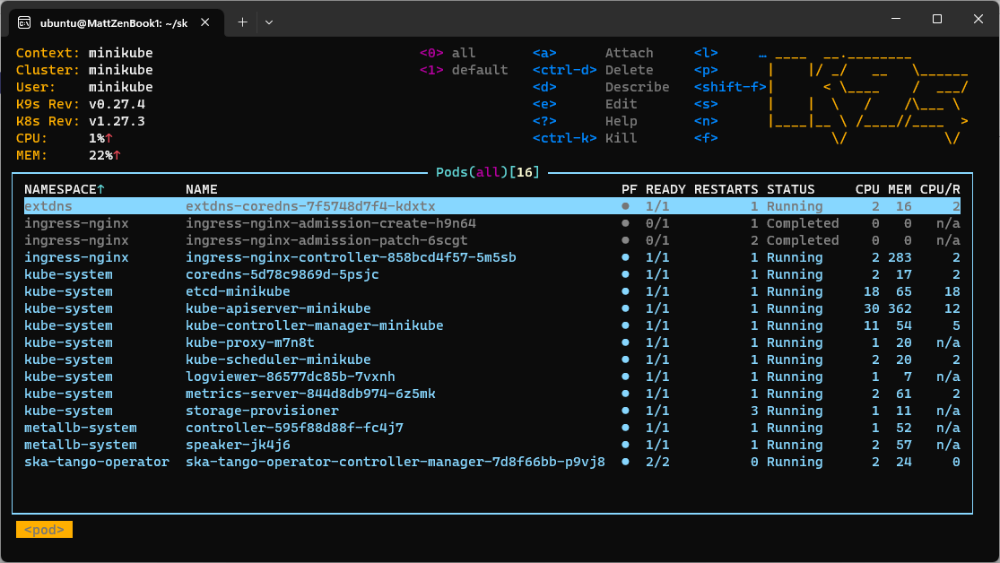 ubuntu@MattZenBook1: ~/sk
Context: minikube <0> all <a> Attach <l> …
Cluster: minikube <1> default <ctrl-d> Delete <p>
User: minikube <d> Describe <shift-f>
K9s Rev: v0.27.4 <e> Edit <s>
K8s Rev: v1.27.3 <?> Help <n>
CPU: 1%↑ <ctrl-k> Kill <f>
MEM: 22%↑
Pods(all)[16]
NAMESPACE↑ NAME PF READY RESTARTS STATUS CPU MEM CPU/R
extdns extdns-coredns-7f5748d7f4-kdxtx ● 1/1 1 Running 2 16 2
ingress-nginx ingress-nginx-admission-create-h9n64 ● 0/1 1 Completed 0 0 n/a
ingress-nginx ingress-nginx-admission-patch-6scgt ● 0/1 2 Completed 0 0 n/a
ingress-nginx ingress-nginx-controller-858bcd4f57-5m5sb ● 1/1 1 Running 2 283 2
kube-system coredns-5d78c9869d-5psjc ● 1/1 1 Running 2 17 2
kube-system etcd-minikube ● 1/1 1 Running 18 65 18
kube-system kube-apiserver-minikube ● 1/1 1 Running 30 362 12
kube-system kube-controller-manager-minikube ● 1/1 1 Running 11 54 5
kube-system kube-proxy-m7n8t ● 1/1 1 Running 1 20 n/a
kube-system kube-scheduler-minikube ● 1/1 1 Running 2 20 2
kube-system logviewer-86577dc85b-7vxnh ● 1/1 1 Running 1 7 n/a
kube-system metrics-server-844d8db974-6z5mk ● 1/1 1 Running 2 61 2
kube-system storage-provisioner ● 1/1 3 Running 1 11 n/a
metallb-system controller-595f88d88f-fc4j7 ● 1/1 1 Running 1 52 n/a
metallb-system speaker-jk4j6 ● 1/1 1 Running 2 57 n/a
ska-tango-operator ska-tango-operator-controller-manager-7d8f66bb-p9vj8 ● 2/2 0 Running 2 24 0
<pod>